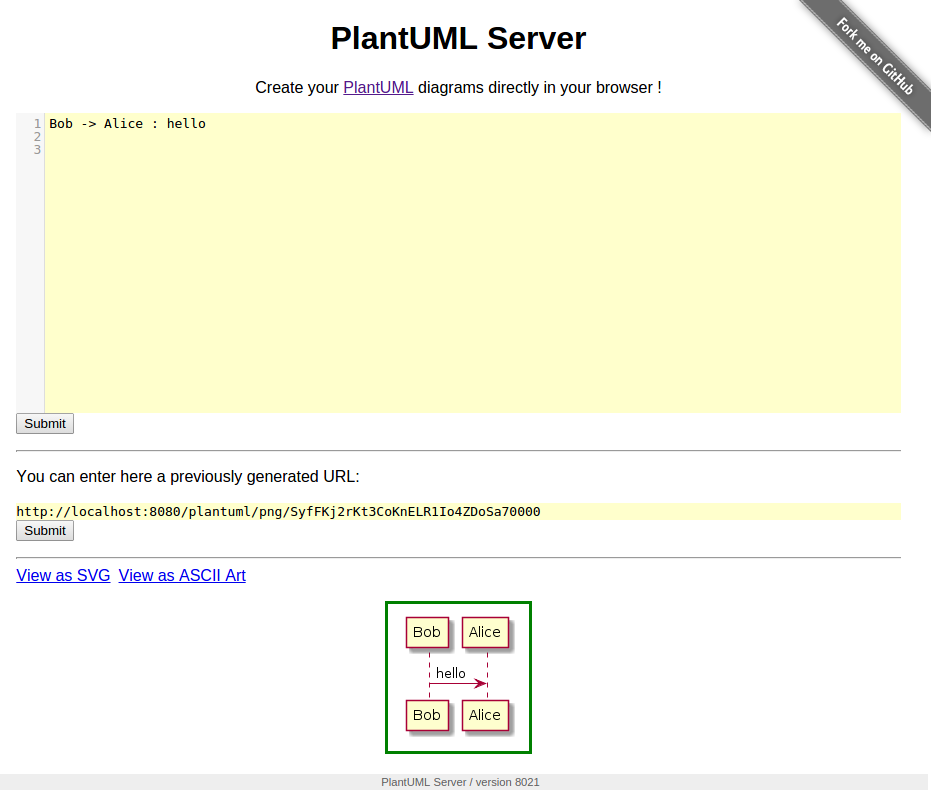 PlantUML Server
Fork me on GitHub
Create your PlantUML diagrams directly in your browser !
1 Bob -> Alice : hello
2
3
Submit
You can enter here a previously generated URL:
http://localhost:8080/plantuml/png/SyfFKj2rKt3CoKnELR1Io4ZDoSa70000
Submit
View as SVG View as ASCII Art
Bob Alice
hello
Bob Alice
PlantUML Server / version 8021